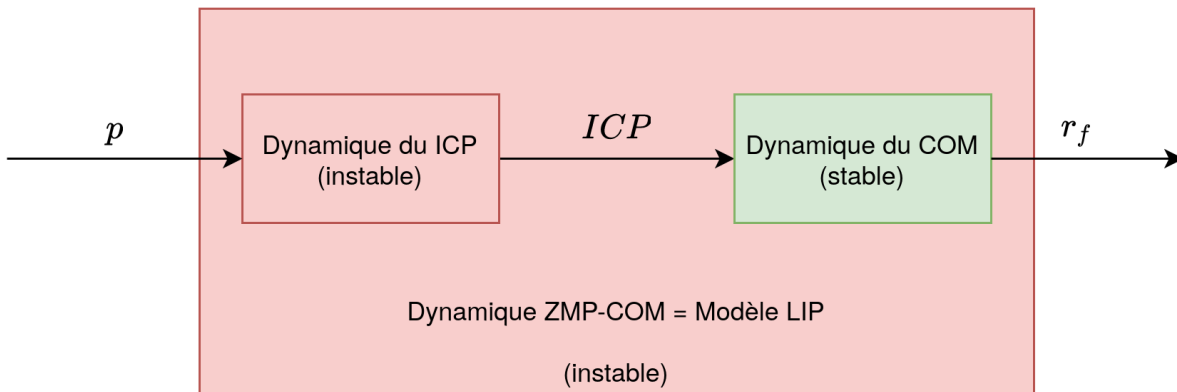 p
Dynamique du ICP
(instable)
ICP
Dynamique du COM
(stable)
r_f
Dynamique ZMP-COM = Modèle LIP
(instable)